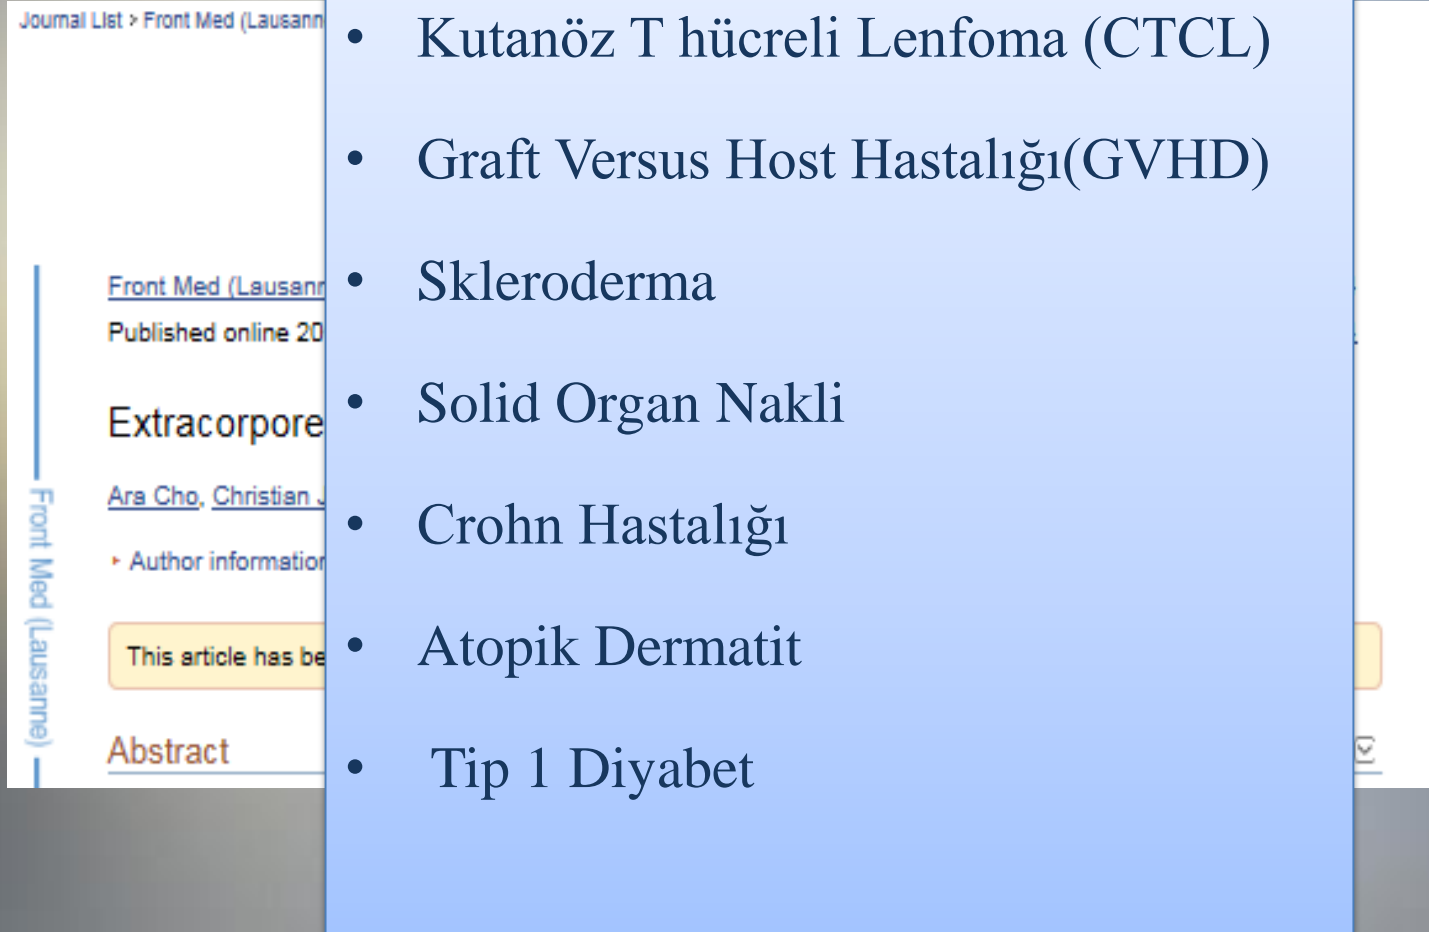 Journal List > Front Med (Lausann
Front Med (Lausann
Published online 20
Extracorpore
Ara Cho, Christian J
Author information
This article has be
Abstract
Front Med (Lausanne)
• Kutanöz T hücreli Lenfoma (CTCL)
• Graft Versus Host Hastalığı(GVHD)
• Skleroderma
• Solid Organ Nakli
• Crohn Hastalığı
• Atopik Dermatit
• Tip 1 Diyabet